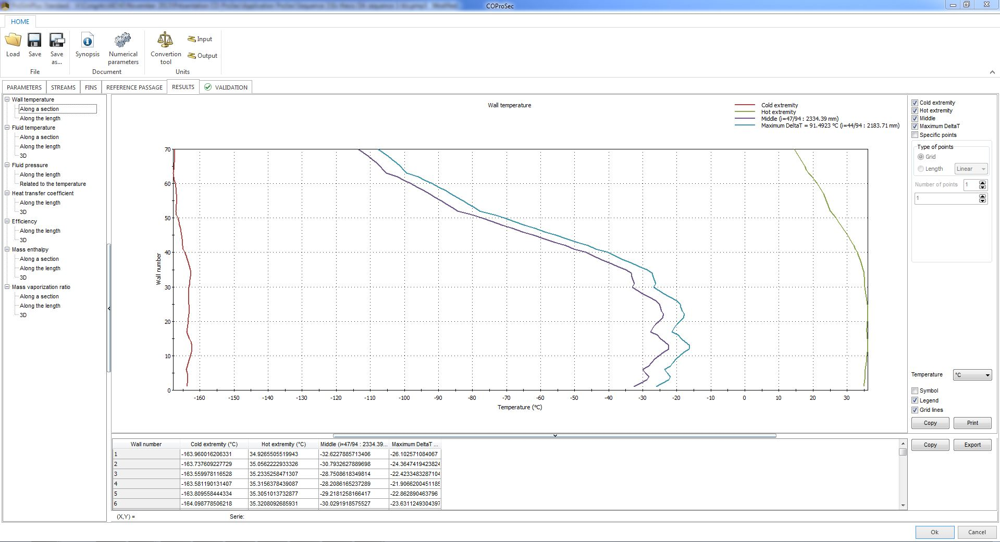 COProSec
HOME
Load
Save
Save as...
Synopsis
Numerical parameters
Convertion tool
Input
Output
File
Document
Units
PARAMETERS
STREAMS
FINS
REFERENCE PASSAGE
RESULTS
VALIDATION
Wall temperature
Along a section
Along the length
Fluid temperature
Along a section
Along the length
3D
Fluid pressure
Along the length
Related to the temperature
Heat transfer coefficient
Along the length
3D
Efficiency
Along the length
3D
Mass enthalpy
Along a section
Along the length
3D
Mass vaporization ratio
Along a section
Along the length
3D
Wall temperature
Cold extremity
Hot extremity
Middle (i=47/94 : 2334.39 mm)
Maximum DeltaT = 91.4923 °C (i=44/94 : 2183.71 mm)
70
60
50
40
30
20
10
0
Wall number
-160 -150 -140 -130 -120 -110 -100 -90 -80 -70 -60 -50 -40 -30 -20 -10 0 10 20 30
Temperature (°C)
Cold extremity
Hot extremity
Middle
Maximum DeltaT
Specific points
Type of points
Grid
Length Linear
Number of points 1
1
Temperature °C
Symbol
Legend
Grid lines
Copy Print
Copy Export
Wall number Cold extremity (°C) Hot extremity (°C) Middle (i=47/94 : 2334.39... Maximum DeltaT ...
1 -163.960016206331 34.9265505519943 -32.6227885713406 -26.102571084067
2 -163.737609227729 35.0562222933326 -30.7932627889698 -24.3647419423824
3 -163.559978116528 35.2335258471307 -28.7508618349814 -22.4233483287104
4 -163.581190131407 35.3156378439087 -28.2086165237289 -21.9066200451185
5 -163.809558444334 35.3051013732877 -29.2181258166417 -22.862890463796
6 -164.098778506218 35.3208092685931 -30.0291918575527 -23.6311249304397
(X,Y) = Serie:
Ok Cancel